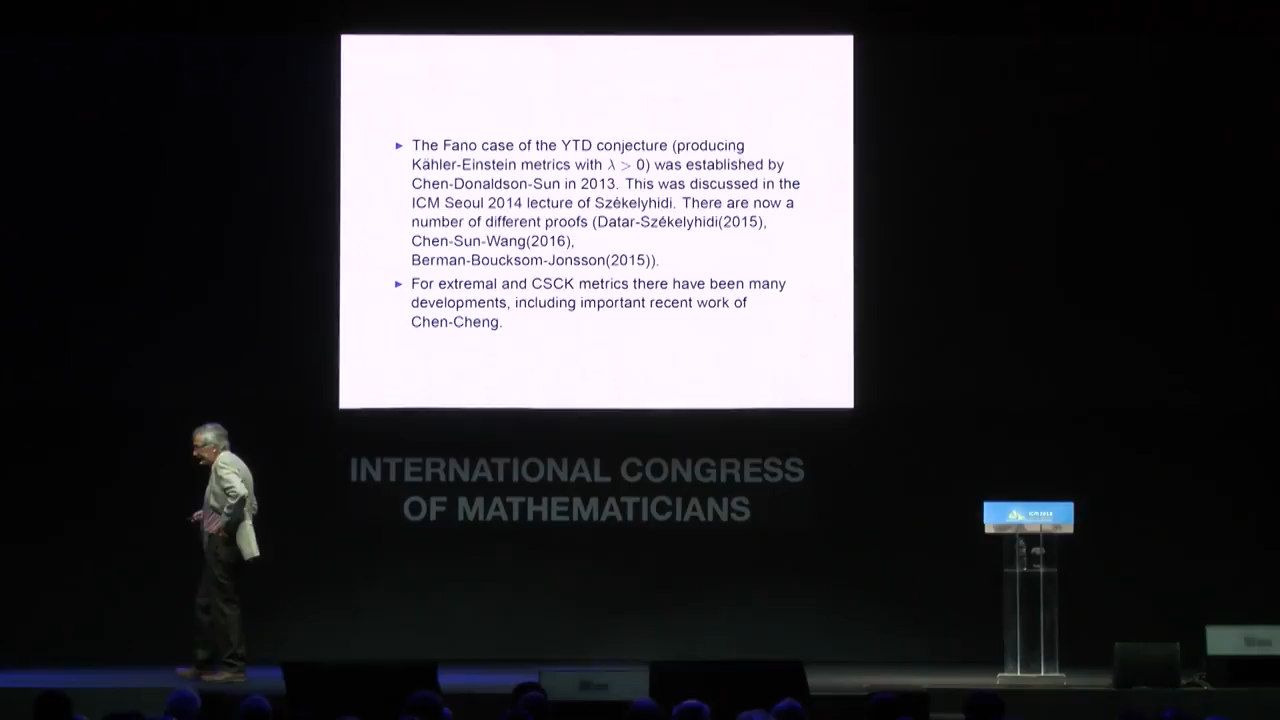 ▶ The Fano case of the YTD conjecture (producing
Kähler-Einstein metrics with λ > 0) was established by
Chen-Donaldson-Sun in 2013. This was discussed in the
ICM Seoul 2014 lecture of Székelyhidi. There are now a
number of different proofs (Datar-Székelyhidi(2015),
Chen-Sun-Wang(2016),
Berman-Boucksom-Jonsson(2015)).
▶ For extremal and CSCK metrics there have been many
developments, including important recent work of
Chen-Cheng.
INTERNATIONAL CONGRESS
OF MATHEMATICIANS
ICM 2018